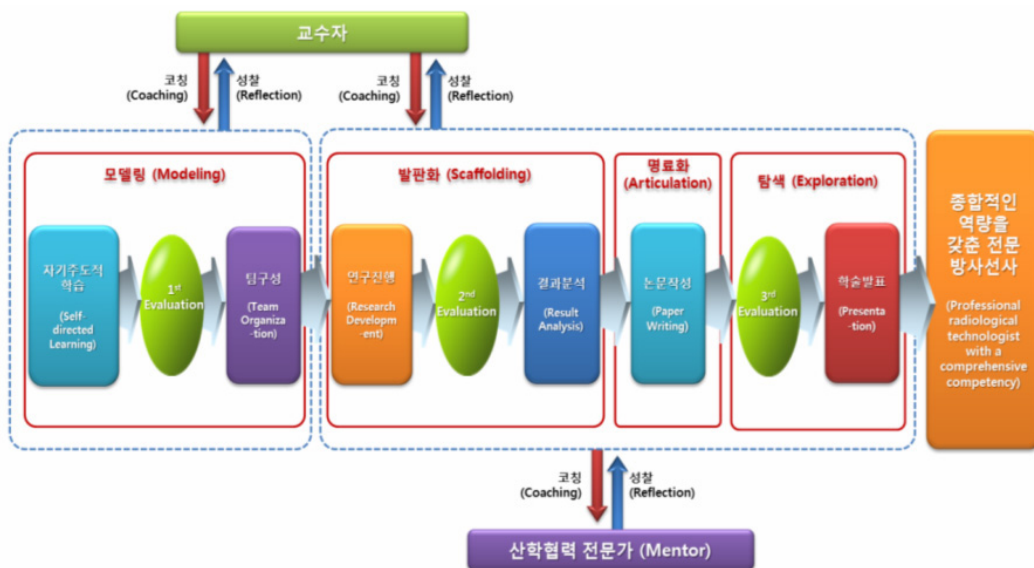 교수자
코칭
(Coaching)
성찰
(Reflection)
코칭
(Coaching)
성찰
(Reflection)
모델링 (Modeling)
발판화 (Scaffolding)
명료화
(Articulation)
탐색 (Exploration)
자기주도적
학습
(Self-
directed
Learning)
1st
Evaluation
팀구성
(Team
Organiza
-tion)
연구진행
(Research
Developm
-ent)
2nd
Evaluation
결과분석
(Result
Analysis)
논문작성
(Paper
Writing)
3rd
Evaluation
학술발표
(Presenta
-tion)
종합적인
역량을
갖춘 전문
방사선사
(Professional
radiological
technologist
with a
comprehensive
competency)
코칭
(Coaching)
성찰
(Reflection)
산학협력 전문가 (Mentor)